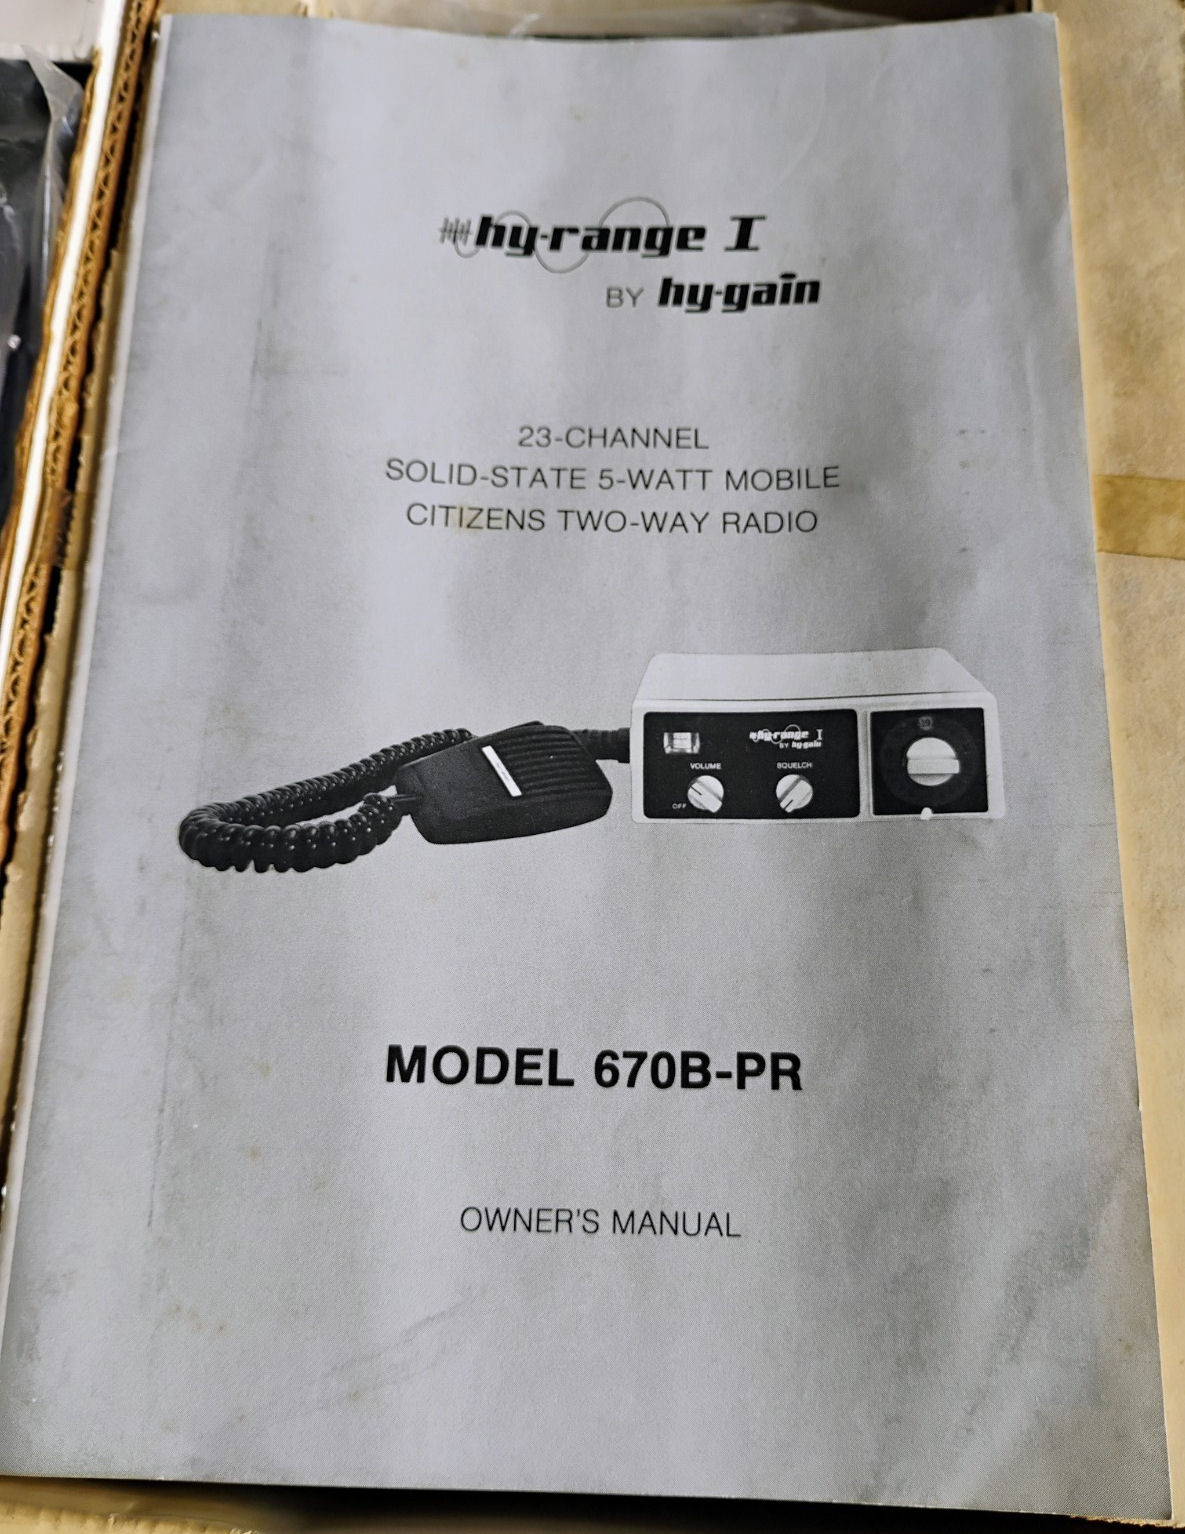 hy-range I
BY hy-gain
23-CHANNEL
SOLID-STATE 5-WATT MOBILE
CITIZENS TWO-WAY RADIO
hy-range I
BY hy-gain
VOLUME
SQUELCH
OFF
19
MODEL 670B-PR
OWNER'S MANUAL